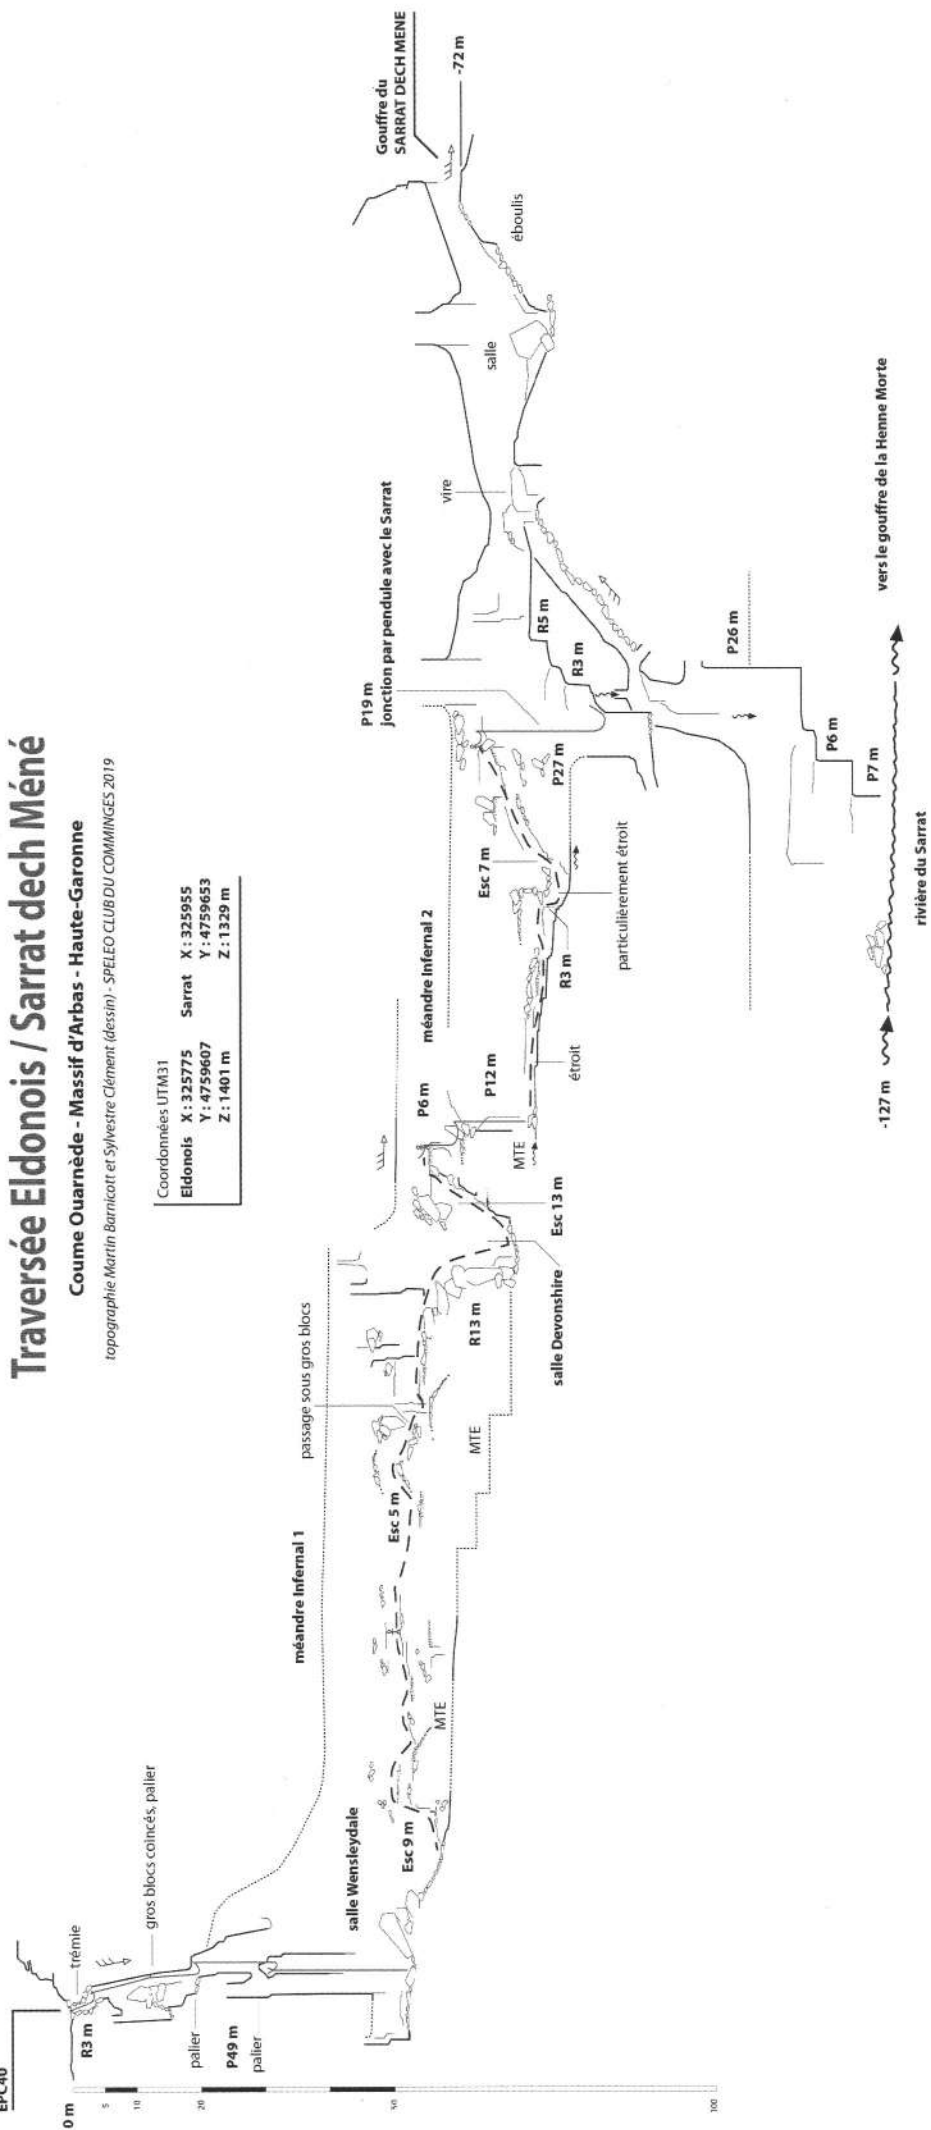 Traversée Eldonois / Sarrat dech Méné
Coume Ouarnède - Massif d'Arbas - Haute-Garonne
topographie Martin Barnicott et Sylvestre Clément (dessin) - SPELEO CLUB DU COMMINGES 2019
Coordonnées UTM31
Eldonois X : 325775 Sarrat X : 325955
Y : 4759607 Y : 4759653
Z : 1401 m Z : 1329 m
EPC40
0 m
5
10
20
50
100
R3 m
trémie
gros blocs coincés, palier
palier
P49 m
palier
salle Wensleydale
méandre Infernal 1
Esc 9 m
MTE
Esc 5 m
passage sous gros blocs
MTE
R13 m
salle Devonshire
Esc 13 m
P6 m
P12 m
MTE
étroit
méandre Infernal 2
R3 m
particulièrement étroit
Esc 7 m
P27 m
P19 m
jonction par pendule avec le Sarrat
R5 m
R3 m
vire
salle
éboulis
Gouffre du
SARRAT DECH MENE
-72 m
P26 m
P6 m
P7 m
-127 m
rivière du Sarrat
vers le gouffre de la Henne Morte